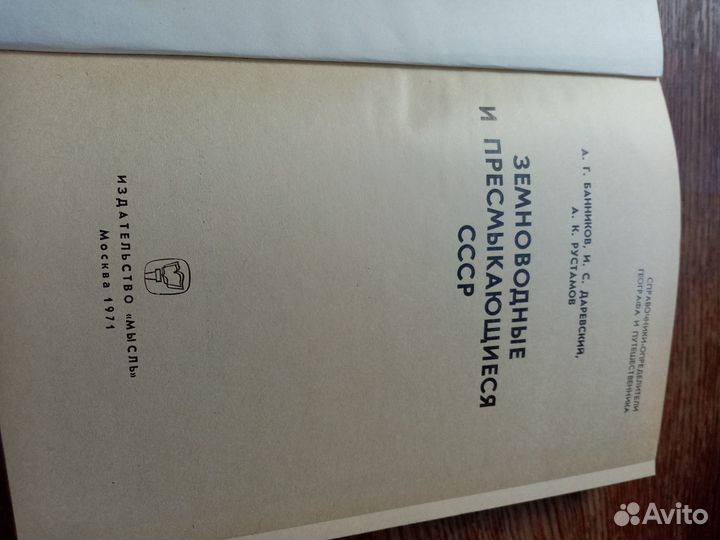 СПРАВОЧНИКИ-ОПРЕДЕЛИТЕЛИ
ГЕОГРАФА И ПУТЕШЕСТВЕННИКА
А. Г. БАННИКОВ, И. С. ДАРЕВСКИЙ,
А. К. РУСТАМОВ
ЗЕМНОВОДНЫЕ
И ПРЕСМЫКАЮЩИЕСЯ
СССР
ИЗДАТЕЛЬСТВО «МЫСЛЬ»
Москва 1971
Avito